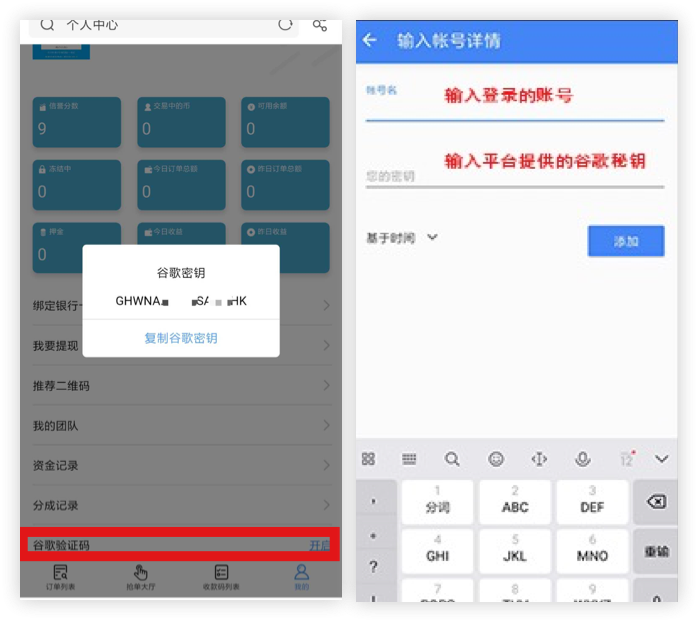 个人中心
信誉分数
9
交易中的币
0
可用余额
0
冻结中
0
今日订单总额
0
昨日订单总额
0
押金
0
今日收益
昨日收益
谷歌密钥
GHWNA
SA
HK
复制谷歌密钥
绑定银行
我要提现
推荐二维码
我的团队
资金记录
分成记录
谷歌验证码
开启
订单列表
抢单大厅
收款码列表
我的
输入帐号详情
帐号名
输入登录的账号
输入平台提供的谷歌秘钥
您的密钥
基于时间
添加
1
分词
2
ABC
3
DEF
4
GHI
5
JKL
6
MNO
重输
?
7
8
9